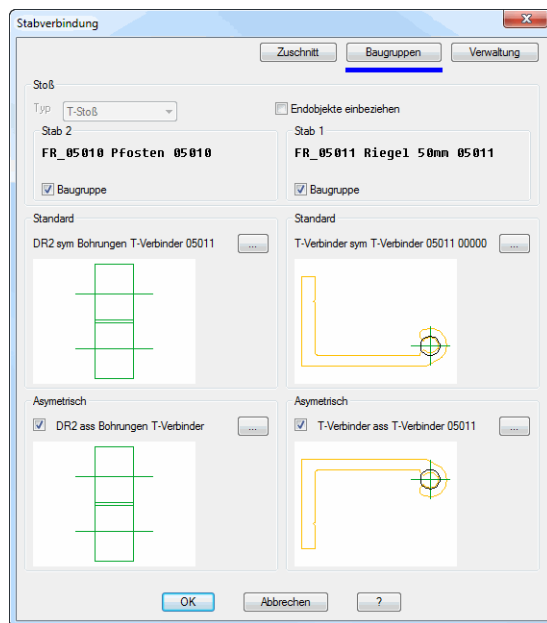 Stabverbindung
Zuschnitt Baugruppen Verwaltung
Stoß
Typ T-Stoß Endobjekte einbeziehen
Stab 2 Stab 1
FR_05010 Pfosten 05010 FR_05011 Riegel 50mm 05011
Baugruppe Baugruppe
Standard Standard
DR2 sym Bohrungen T-Verbinder 05011 ... T-Verbinder sym T-Verbinder 05011 00000 ...
Asymetrisch Asymetrisch
DR2 ass Bohrungen T-Verbinder ... T-Verbinder ass T-Verbinder 05011 ...
OK Abbrechen ?